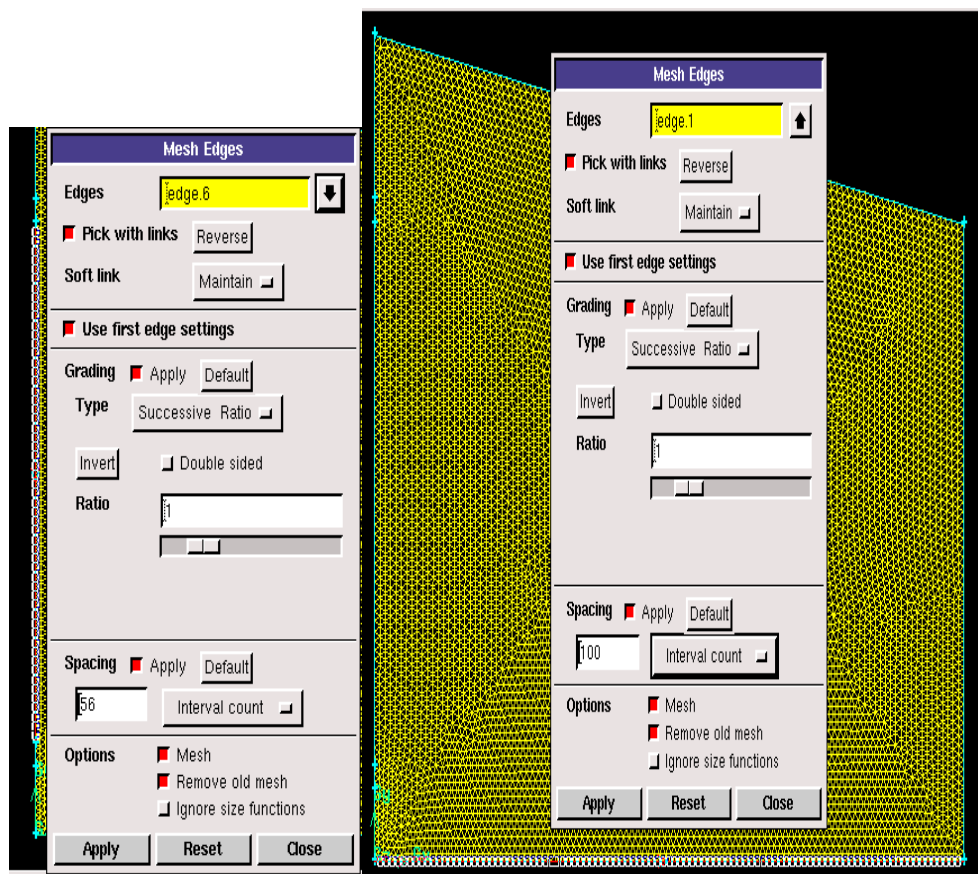 Mesh Edges
Edges edge.6
Pick with links Reverse
Soft link Maintain
Use first edge settings
Grading Apply Default
Type Successive Ratio
Invert Double sided
Ratio 1
Spacing Apply Default
56 Interval count
Options Mesh
Remove old mesh
Ignore size functions
Apply Reset Close
Mesh Edges
Edges edge.1
Pick with links Reverse
Soft link Maintain
Use first edge settings
Grading Apply Default
Type Successive Ratio
Invert Double sided
Ratio 1
Spacing Apply Default
100 Interval count
Options Mesh
Remove old mesh
Ignore size functions
Apply Reset Close